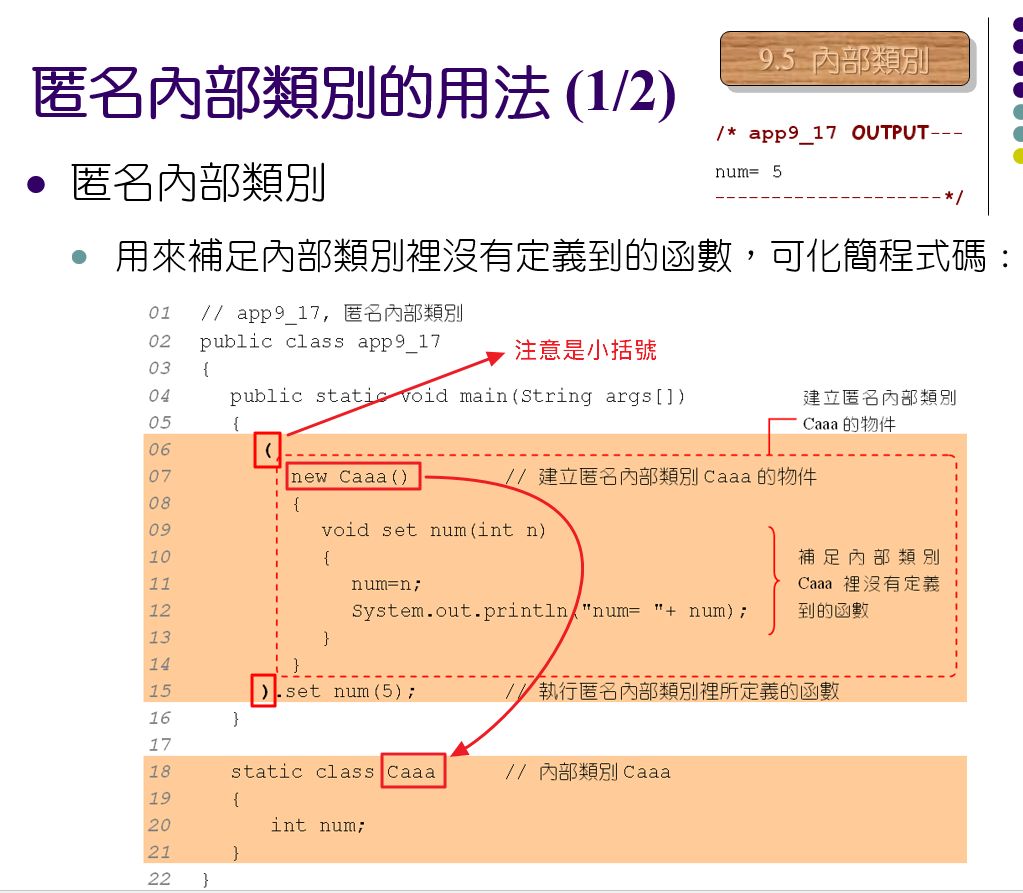 9.5 內部類別
匿名內部類別的用法 (1/2)
/* app9_17 OUTPUT---
num= 5
--------------------*/
匿名內部類別
用來補足內部類別裡沒有定義到的函數，可化簡程式碼：
01 // app9_17, 匿名內部類別
02 public class app9_17
注意是小括號
03 {
04 public static void main(String args[])
建立匿名內部類別
Caaa 的物件
05 {
06 (
07 new Caaa() // 建立匿名內部類別 Caaa 的物件
08 {
09 void set num(int n)
10 {
11 num=n;
12 System.out.println("num= "+ num);
補足內部類別
Caaa 裡沒有定義
到的函數
13 }
14 }
15 ).set num(5); // 執行匿名內部類別裡所定義的函數
16 }
17
18 static class Caaa // 內部類別 Caaa
19 {
20 int num;
21 }
22 }